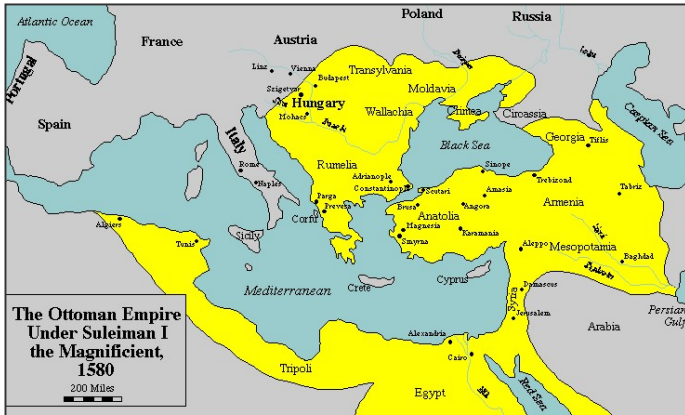 Atlantic Ocean
Poland
Russia
France
Austria
Portugal
Linz
Vienna
Budapest
Transylvania
Szigetvar
Hungary
Moldavia
Mohacs
Crimea
Circassia
Caspian Sea
Spain
Italy
Wallachia
Black Sea
Georgia
Tiflis
Rome
Naples
Rumelia
Adrianople
Constantinople
Scutari
Sinope
Trebizond
Amasia
Armenia
Tabriz
Parga
Prevesa
Corfu
Brusa
Angora
Anatolia
Magnesia
Smyrna
Karamania
Algiers
Tunis
Sicily
Aleppo
Mesopotamia
Baghdad
Mediterranean
Crete
Cyprus
Syria
Damascus
Jerusalem
Persian
Gulf
Arabia
The Ottoman Empire
Under Suleiman I
the Magnificient,
1580
200 Miles
Tripoli
Alexandria
Cairo
Egypt
Nile
Red Sea